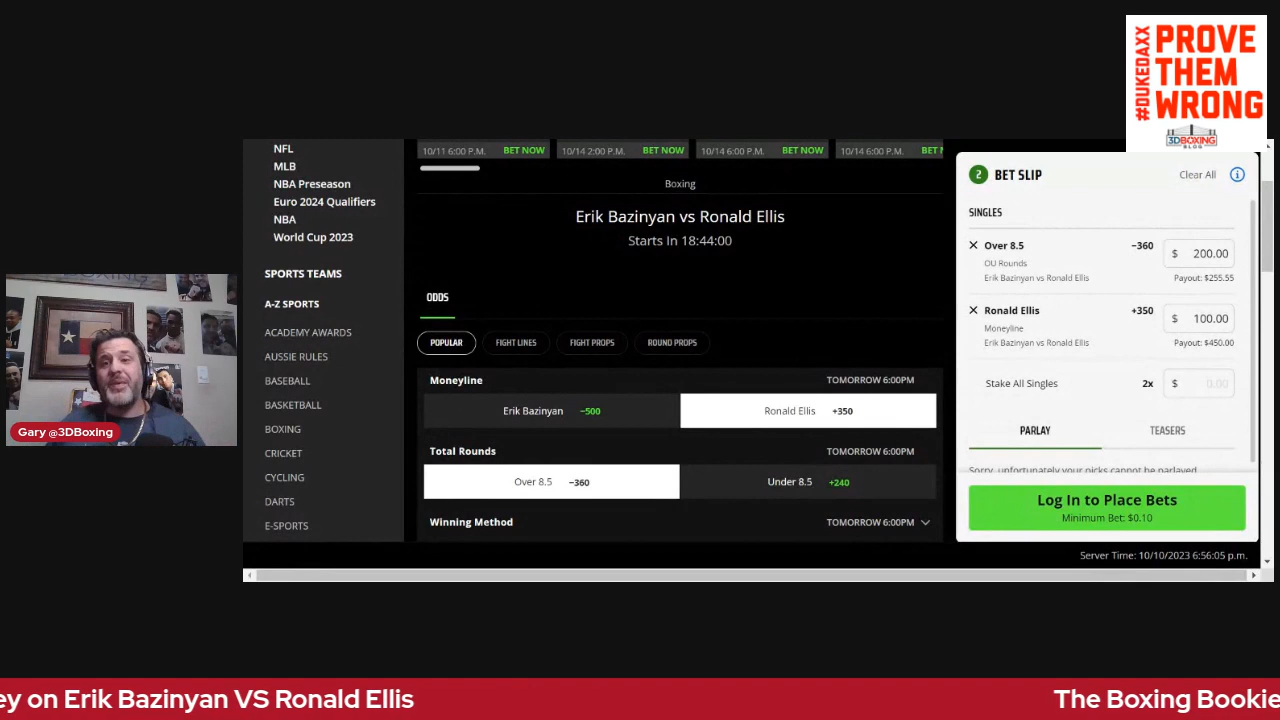 #DUKEDAXX
PROVE
THEM
WRONG
3DBOXING
BLOG
NFL
MLB
NBA Preseason
Euro 2024 Qualifiers
NBA
World Cup 2023
SPORTS TEAMS
A-Z SPORTS
ACADEMY AWARDS
AUSSIE RULES
BASEBALL
BASKETBALL
BOXING
CRICKET
CYCLING
DARTS
E-SPORTS
10/11 6:00 P.M. BET NOW
10/14 2:00 P.M. BET NOW
10/14 6:00 P.M. BET NOW
10/14 6:00 P.M. BET N
Boxing
Erik Bazinyan vs Ronald Ellis
Starts In 18:44:00
ODDS
POPULAR FIGHT LINES FIGHT PROPS ROUND PROPS
Moneyline TOMORROW 6:00PM
Erik Bazinyan −500 Ronald Ellis +350
Total Rounds TOMORROW 6:00PM
Over 8.5 −360 Under 8.5 +240
Winning Method TOMORROW 6:00PM
2 BET SLIP Clear All
SINGLES
Over 8.5 −360 $ 200.00
OU Rounds
Erik Bazinyan vs Ronald Ellis Payout: $255.55
Ronald Ellis +350 $ 100.00
Moneyline
Erik Bazinyan vs Ronald Ellis Payout: $450.00
Stake All Singles 2x $ 0.00
PARLAY TEASERS
Sorry, unfortunately your picks cannot be parlayed
Log In to Place Bets
Minimum Bet: $0.10
Server Time: 10/10/2023 6:56:05 p.m.
Gary @3DBoxing
ey on Erik Bazinyan VS Ronald Ellis
The Boxing Bookie